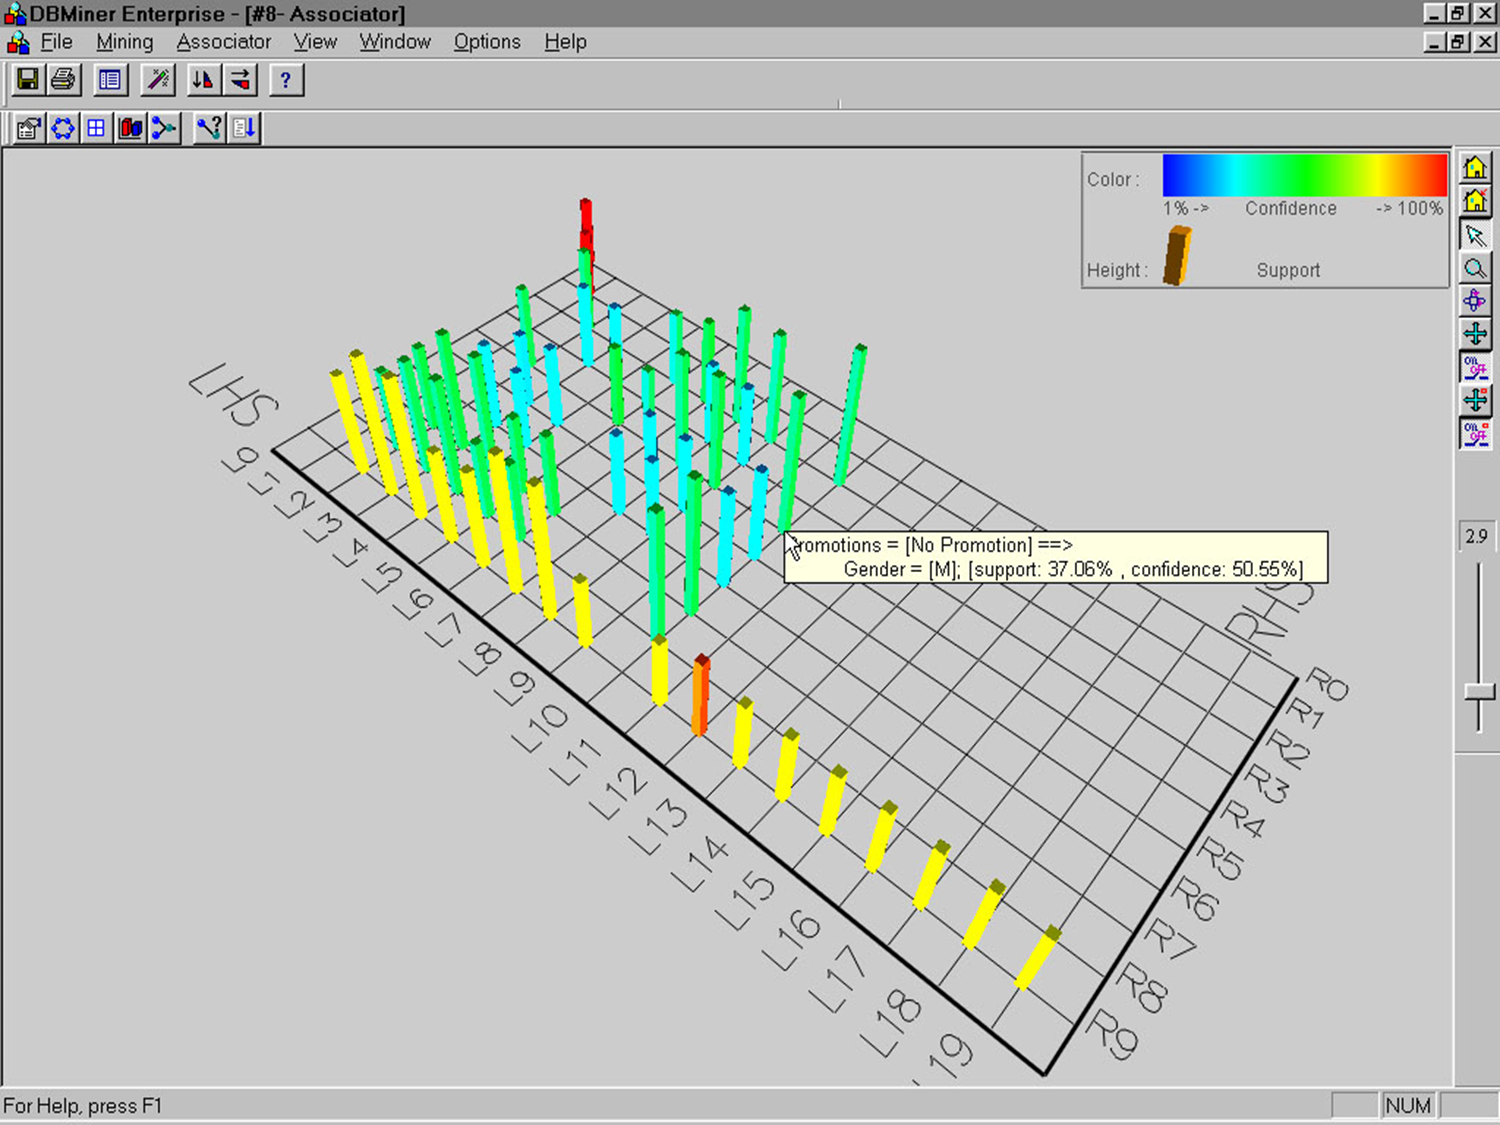 DBMiner Enterprise - [#8- Associator]
File Mining Associator View Window Options Help
Color :
1% -> Confidence -> 100%
Height : Support
LHS
L0
L1
L2
L3
L4
L5
L6
L7
L8
L9
L10
L11
L12
L13
L14
L15
L16
L17
L18
L19
romotions = [No Promotion] ==>
Gender = [M]; [support: 37.06% , confidence: 50.55%]
RHS
R0
R1
R2
R3
R4
R5
R6
R7
R8
R9
2.9
For Help, press F1
NUM